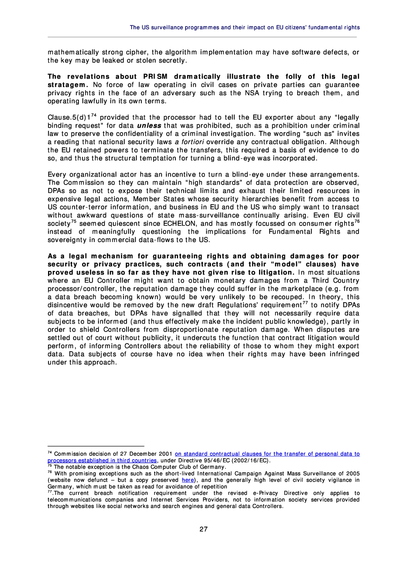 The US surveillance programmes and their impact on EU citizens' fundamental rights
mathematically strong cipher, the algorithm implementation may have software defects, or
the key may be leaked or stolen secretly.
The revelations about PRISM dramatically illustrate the folly of this legal
stratagem. No force of law operating in civil cases on private parties can guarantee
privacy rights in the face of an adversary such as the NSA trying to breach them, and
operating lawfully in its own terms.
Clause.5(d)1⁷⁴ provided that the processor had to tell the EU exporter about any "legally
binding request" for data unless that was prohibited, such as a prohibition under criminal
law to preserve the confidentiality of a criminal investigation. The wording "such as" invites
a reading that national security laws a fortiori override any contractual obligation. Although
the EU retained powers to terminate the transfers, this required a basis of evidence to do
so, and thus the structural temptation for turning a blind-eye was incorporated.
Every organizational actor has an incentive to turn a blind-eye under these arrangements.
The Commission so they can maintain "high standards" of data protection are observed,
DPAs so as not to expose their technical limits and exhaust their limited resources in
expensive legal actions, Member States whose security hierarchies benefit from access to
US counter-terror information, and business in EU and the US who simply want to transact
without awkward questions of state mass-surveillance continually arising. Even EU civil
society⁷⁵ seemed quiescent since ECHELON, and has mostly focussed on consumer rights⁷⁶
instead of meaningfully questioning the implications for Fundamental Rights and
sovereignty in commercial data-flows to the US.
As a legal mechanism for guaranteeing rights and obtaining damages for poor
security or privacy practices, such contracts (and their "model" clauses) have
proved useless in so far as they have not given rise to litigation. In most situations
where an EU Controller might want to obtain monetary damages from a Third Country
processor/controller, the reputation damage they could suffer in the marketplace (e.g. from
a data breach becoming known) would be very unlikely to be recouped. In theory, this
disincentive would be removed by the new draft Regulations' requirement⁷⁷ to notify DPAs
of data breaches, but DPAs have signalled that they will not necessarily require data
subjects to be informed (and thus effectively make the incident public knowledge), partly in
order to shield Controllers from disproportionate reputation damage. When disputes are
settled out of court without publicity, it undercuts the function that contract litigation would
perform, of informing Controllers about the reliability of those to whom they might export
data. Data subjects of course have no idea when their rights may have been infringed
under this approach.
⁷⁴ Commission decision of 27 December 2001 on standard contractual clauses for the transfer of personal data to
processors established in third countries, under Directive 95/46/EC (2002/16/EC).
⁷⁵ The notable exception is the Chaos Computer Club of Germany.
⁷⁶ With promising exceptions such as the short-lived International Campaign Against Mass Surveillance of 2005
(website now defunct – but a copy preserved here), and the generally high level of civil society vigilance in
Germany, which must be taken as read for avoidance of repetition
⁷⁷.The current breach notification requirement under the revised e-Privacy Directive only applies to
telecommunications companies and Internet Services Providers, not to information society services provided
through websites like social networks and search engines and general data Controllers.
27